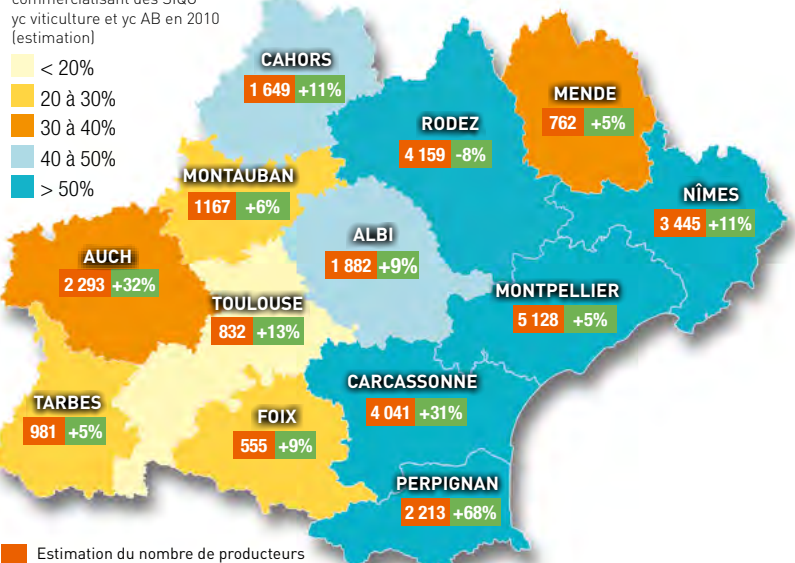 commercialisant des SIQO
yc viticulture et yc AB en 2010
(estimation)
< 20%
20 à 30%
30 à 40%
40 à 50%
> 50%
CAHORS
1 649 +11%
RODEZ
4 159 -8%
MENDE
762 +5%
MONTAUBAN
1167 +6%
NÎMES
3 445 +11%
ALBI
1 882 +9%
AUCH
2 293 +32%
TOULOUSE
832 +13%
MONTPELLIER
5 128 +5%
CARCASSONNE
4 041 +31%
TARBES
981 +5%
FOIX
555 +9%
PERPIGNAN
2 213 +68%
Estimation du nombre de producteurs